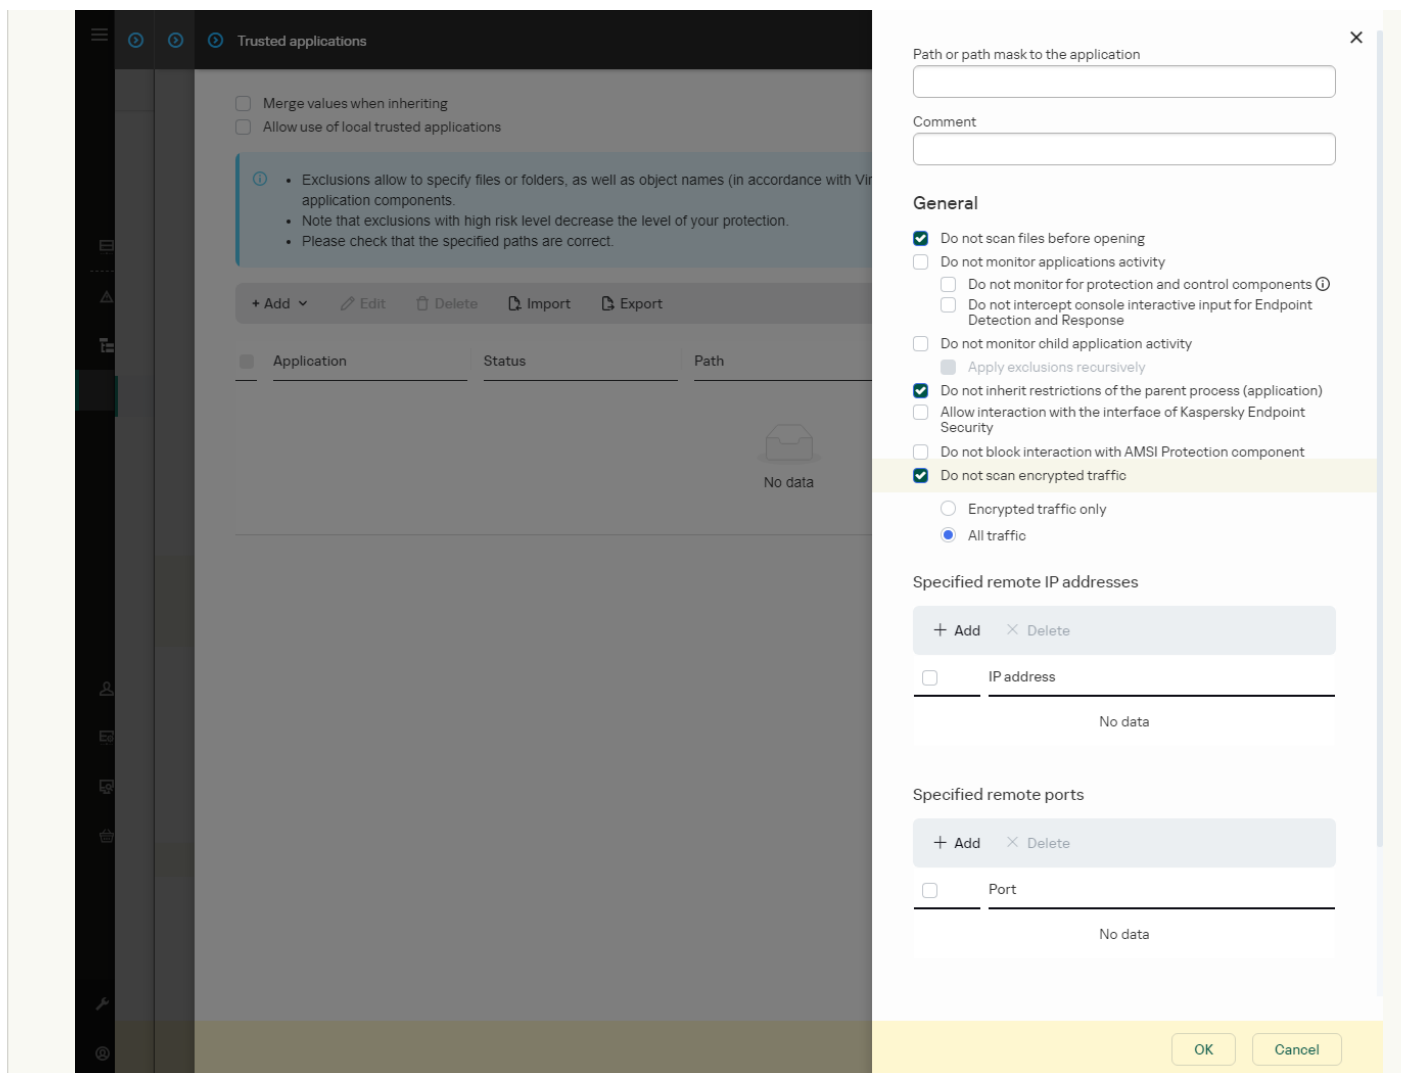 Trusted applications
Merge values when inheriting
Allow use of local trusted applications
Exclusions allow to specify files or folders, as well as object names (in accordance with
application components.
Note that exclusions with high risk level decrease the level of your protection.
Please check that the specified paths are correct.
+ Add
Edit
Delete
Import
Export
Application
Status
Path
No data
Path or path mask to the application
Comment
General
Do not scan files before opening
Do not monitor applications activity
Do not monitor for protection and control components
Do not intercept console interactive input for Endpoint
Detection and Response
Do not monitor child application activity
Apply exclusions recursively
Do not inherit restrictions of the parent process (application)
Allow interaction with the interface of Kaspersky Endpoint
Security
Do not block interaction with AMSI Protection component
Do not scan encrypted traffic
Encrypted traffic only
All traffic
Specified remote IP addresses
+ Add
× Delete
IP address
No data
Specified remote ports
+ Add
× Delete
Port
No data
OK
Cancel